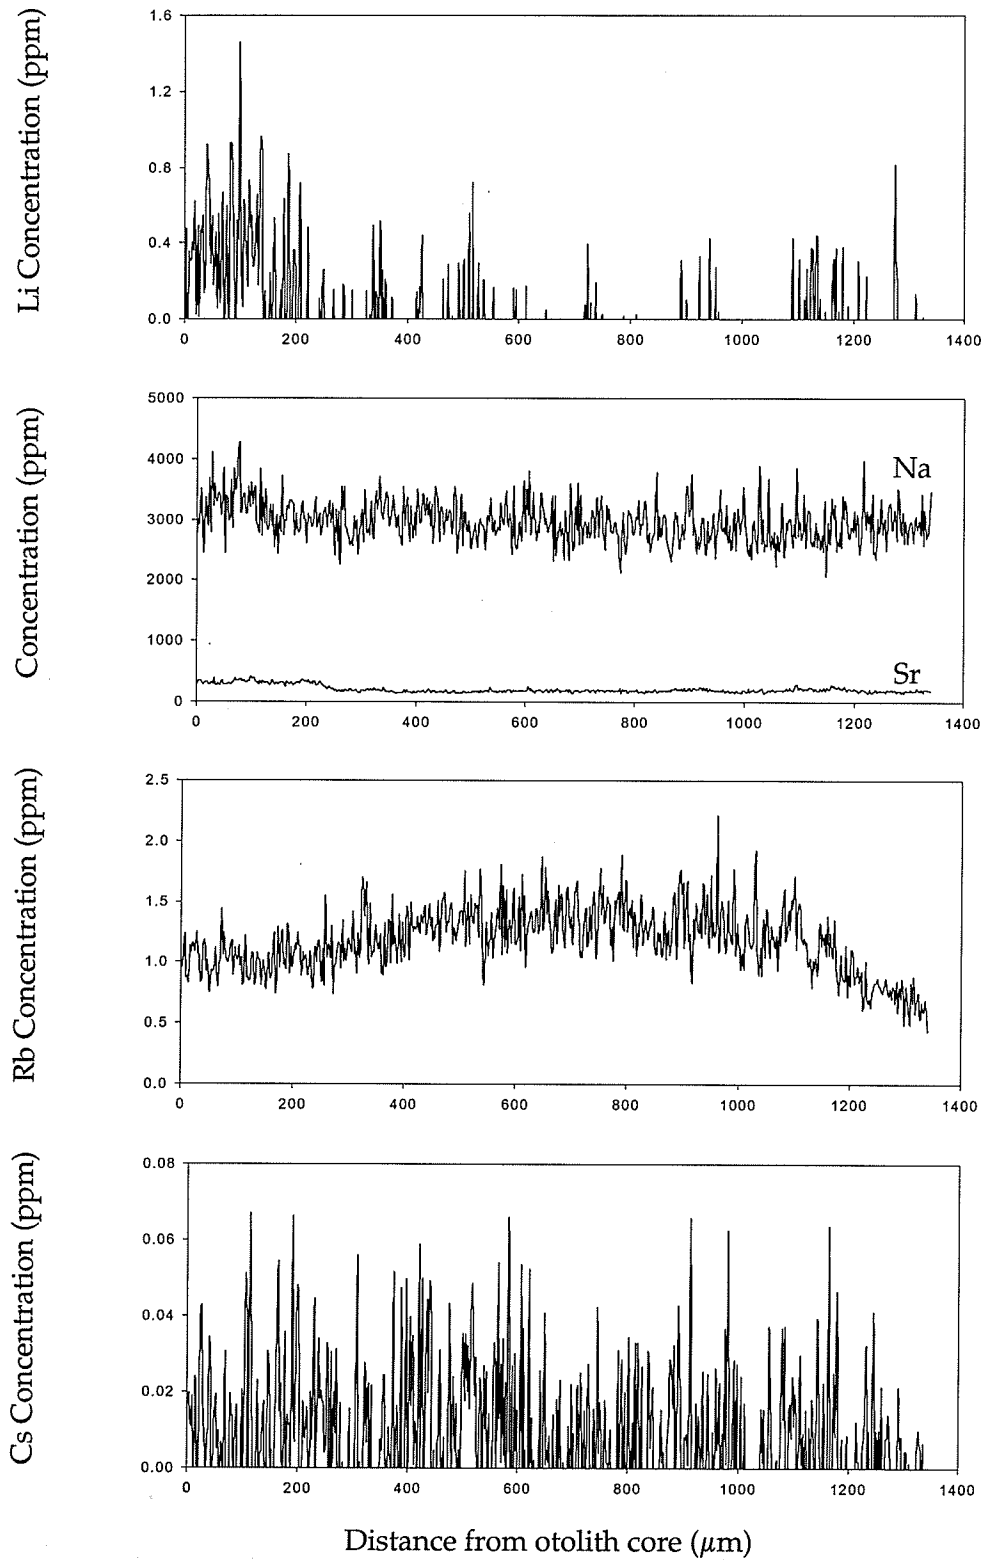 Li Concentration (ppm)
1.6
1.2
0.8
0.4
0.0
0 200 400 600 800 1000 1200 1400
Concentration (ppm)
5000
4000
3000
2000
1000
0
Na
Sr
0 200 400 600 800 1000 1200 1400
Rb Concentration (ppm)
2.5
2.0
1.5
1.0
0.5
0.0
0 200 400 600 800 1000 1200 1400
Cs Concentration (ppm)
0.08
0.06
0.04
0.02
0.00
0 200 400 600 800 1000 1200 1400
Distance from otolith core (μm)